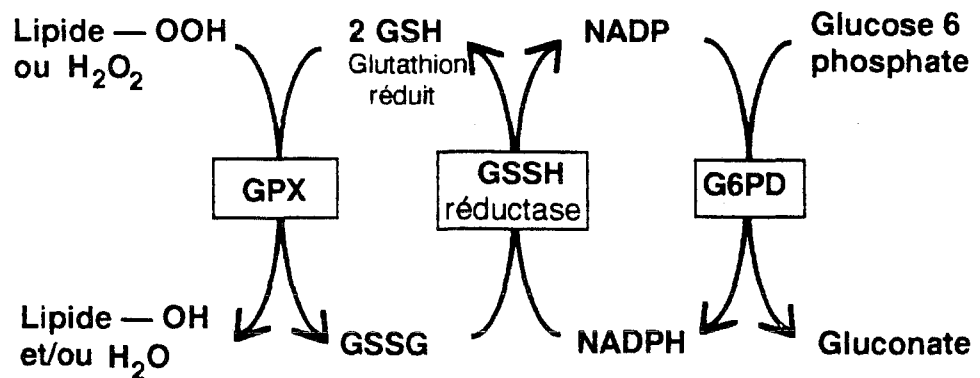 Lipide — OOH
ou H₂O₂
2 GSH
Glutathion
réduit
NADP
Glucose 6
phosphate
GPX
GSSH
réductase
G6PD
Lipide — OH
et/ou H₂O
GSSG
NADPH
Gluconate